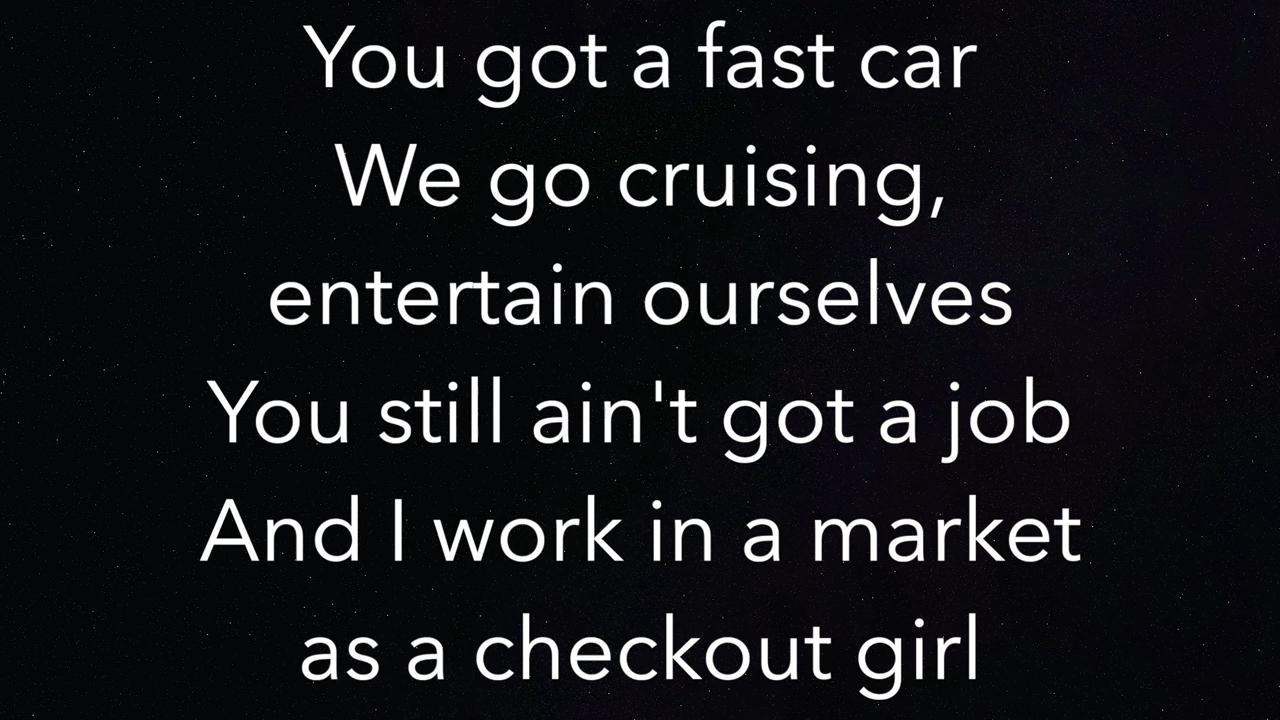 You got a fast car
We go cruising,
entertain ourselves
You still ain't got a job
And I work in a market
as a checkout girl